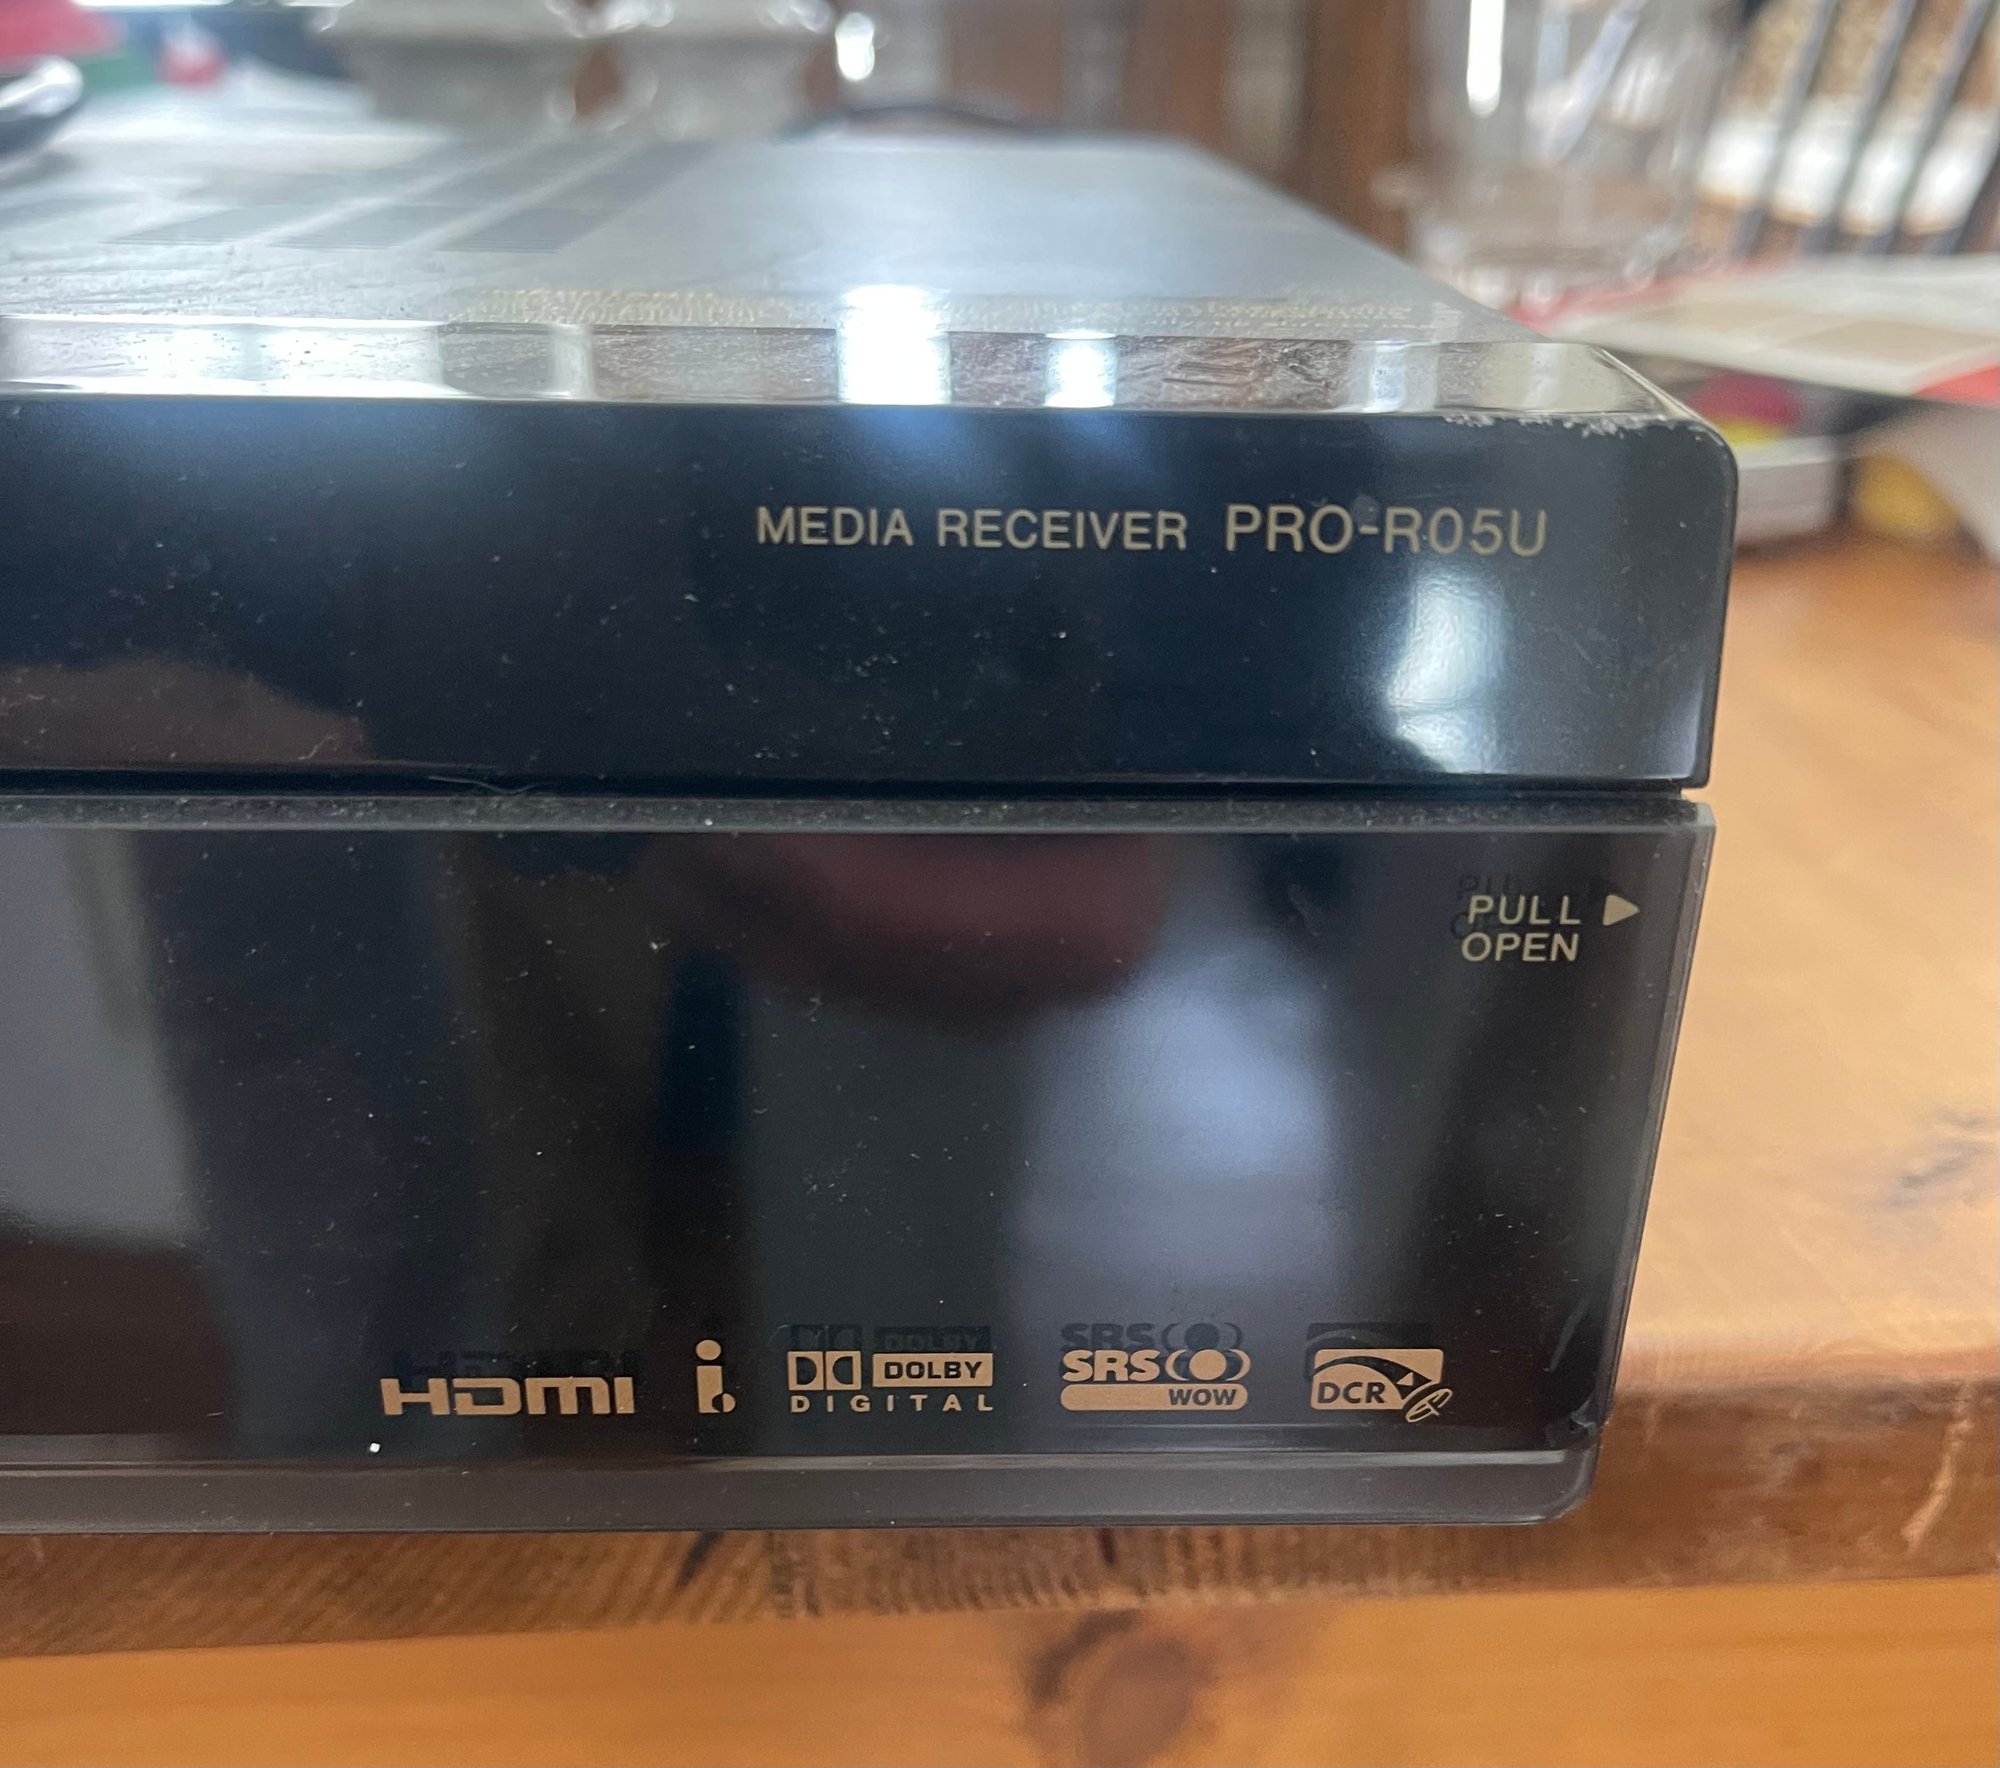 MEDIA RECEIVER PRO-R05U
PULL
OPEN
HDMI
DOLBY
DIGITAL
SRS
WOW
DCR